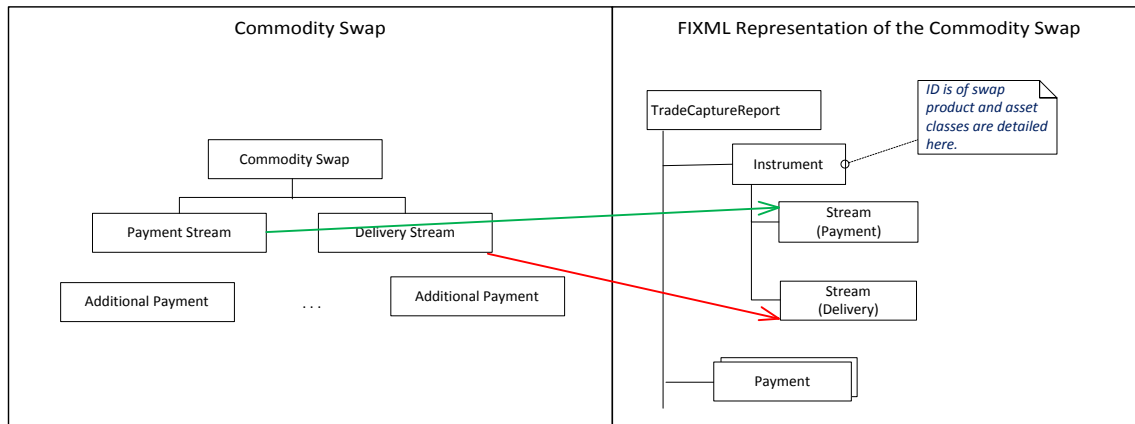 Commodity Swap
Commodity Swap
Payment Stream
Delivery Stream
Additional Payment
. . .
Additional Payment
FIXML Representation of the Commodity Swap
TradeCaptureReport
ID is of swap
product and asset
classes are detailed
here.
Instrument
Stream
(Payment)
Stream
(Delivery)
Payment